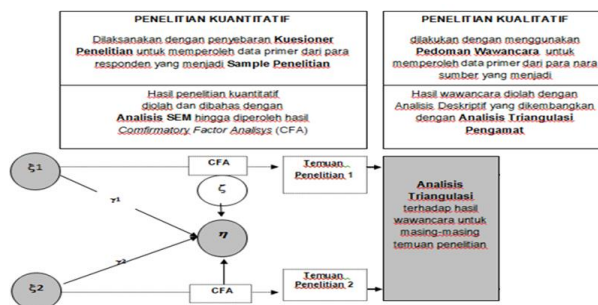 PENELITIAN KUANTITATIF
Dilaksanakan dengan penyebaran Kuesioner
Penelitian untuk memperoleh data primer dari para
responden yang menjadi Sample Penelitian
Hasil penelitian kuantitatif
diolah dan dibahas dengan
Analisis SEM hingga diperoleh hasil
Comfirmatory Factor Analisys (CFA)
PENELITIAN KUALITATIF
dilakukan dengan menggunakan
Pedoman Wawancara untuk
memperoleh data primer dari para nara
sumber yang menjadi
Hasil wawancara diolah dengan
Analisis Deskriptif yang dikembangkan
dengan Analisis Triangulasi
Pengamat
ξ1
CFA
Temuan
Penelitian 1
ζ
γ1
η
Analisis
Triangulasi
terhadap hasil
wawancara untuk
masing-masing
temuan penelitian
γ2
ξ2
CFA
Temuan
Penelitian 2